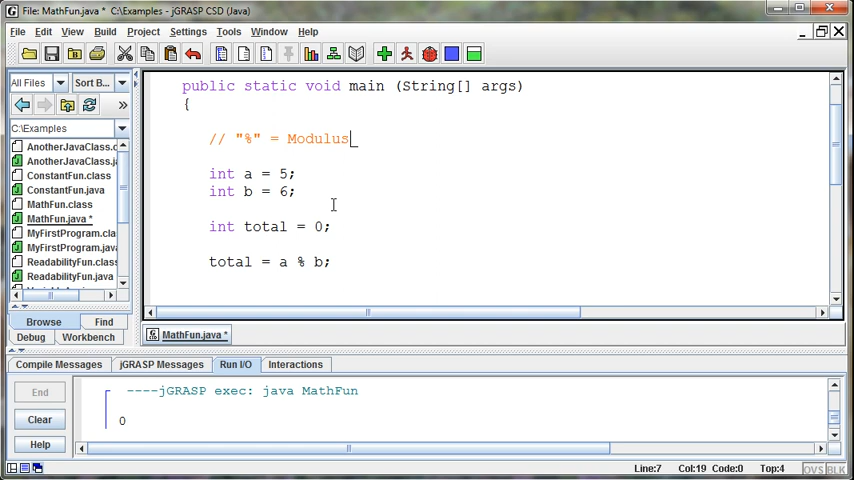 File: MathFun.java *  C:\Examples - jGRASP CSD (Java)
File Edit View Build Project Settings Tools Window Help
All Files Sort B...
C:\Examples
AnotherJavaClass.c
AnotherJavaClass.ja
ConstantFun.class
ConstantFun.java
MathFun.class
MathFun.java *
MyFirstProgram.class
MyFirstProgram.java
ReadabilityFun.class
ReadabilityFun.java
Browse Find
Debug Workbench
public static void main (String[] args)
{
// "%" = Modulus
int a = 5;
int b = 6;
int total = 0;
total = a % b;
MathFun.java *
Compile Messages jGRASP Messages Run I/O Interactions
End
Clear
Help
----jGRASP exec: java MathFun
0
Line:7 Col:19 Code:0 Top:4 OVS BLK